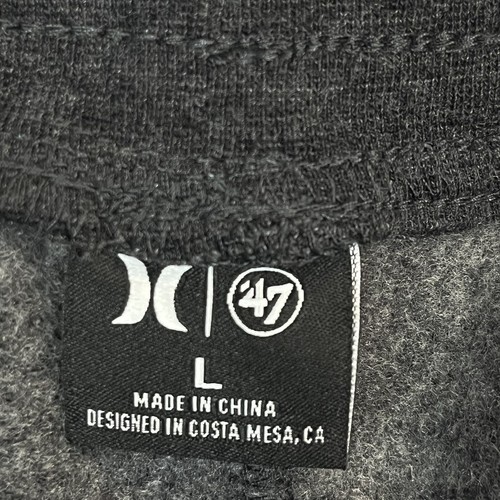 '47
L
MADE IN CHINA
DESIGNED IN COSTA MESA, CA